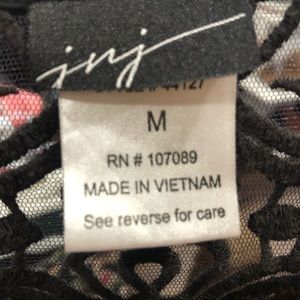 jnj
M
RN # 107089
MADE IN VIETNAM
See reverse for care